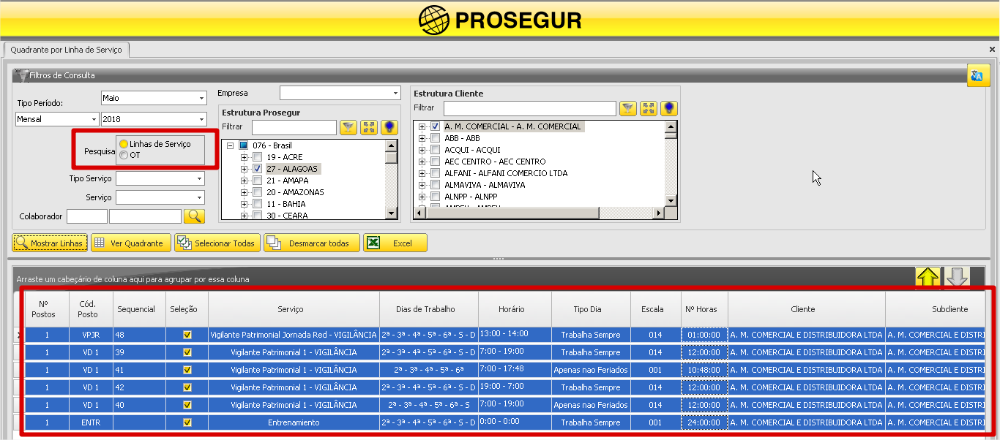 PROSEGUR
Quadrante por Linha de Serviço
Filtros de Consulta
Tipo Período:
Maio
Mensal
2018
Pesquisa
Linhas de Serviço
OT
Tipo Serviço
Serviço
Colaborador
Empresa
Estrutura Prosegur
Filtrar
076 - Brasil
19 - ACRE
27 - ALAGOAS
21 - AMAPA
20 - AMAZONAS
11 - BAHIA
30 - CEARA
Estrutura Cliente
Filtrar
A. M. COMERCIAL - A. M. COMERCIAL
ABB - ABB
ACQUI - ACQUI
AEC CENTRO - AEC CENTRO
ALFANI - ALFANI COMERCIO LTDA
ALMAVIVA - ALMAVIVA
ALNPP - ALNPP
Mostrar Linhas Ver Quadrante Selecionar Todas Desmarcar todas Excel
Arraste um cabeçário de coluna aqui para agrupar por essa coluna
Nº Postos Cód. Posto Sequencial Seleção Serviço Dias de Trabalho Horário Tipo Dia Escala Nº Horas Cliente Subcliente
1 VPJR 48 Vigilante Patrimonial Jornada Red - VIGILÂNCIA 2ª - 3ª - 4ª - 5ª - 6ª - S - D 13:00 - 14:00 Trabalha Sempre 014 01:00:00 A. M. COMERCIAL E DISTRIBUIDORA LTDA A. M. COMERCIAL E DISTRI
1 VD 1 39 Vigilante Patrimonial 1 - VIGILÂNCIA 2ª - 3ª - 4ª - 5ª - 6ª - S - D 7:00 - 19:00 Trabalha Sempre 014 12:00:00 A. M. COMERCIAL E DISTRIBUIDORA LTDA A. M. COMERCIAL E DISTRI
1 VD 1 41 Vigilante Patrimonial 1 - VIGILÂNCIA 2ª - 3ª - 4ª - 5ª - 6ª 7:00 - 17:48 Apenas nao Feriados 001 10:48:00 A. M. COMERCIAL E DISTRIBUIDORA LTDA A. M. COMERCIAL E DISTRI
1 VD 1 42 Vigilante Patrimonial 1 - VIGILÂNCIA 2ª - 3ª - 4ª - 5ª - 6ª - S - D 19:00 - 7:00 Trabalha Sempre 014 12:00:00 A. M. COMERCIAL E DISTRIBUIDORA LTDA A. M. COMERCIAL E DISTRI
1 VD 1 40 Vigilante Patrimonial 1 - VIGILÂNCIA 2ª - 3ª - 4ª - 5ª - 6ª - S 7:00 - 19:00 Apenas nao Feriados 014 12:00:00 A. M. COMERCIAL E DISTRIBUIDORA LTDA A. M. COMERCIAL E DISTRI
1 ENTR Entrenamiento 2ª - 3ª - 4ª - 5ª - 6ª - S - D 0:00 - 0:00 Trabalha Sempre 001 24:00:00 A. M. COMERCIAL E DISTRIBUIDORA LTDA A. M. COMERCIAL E DISTRI